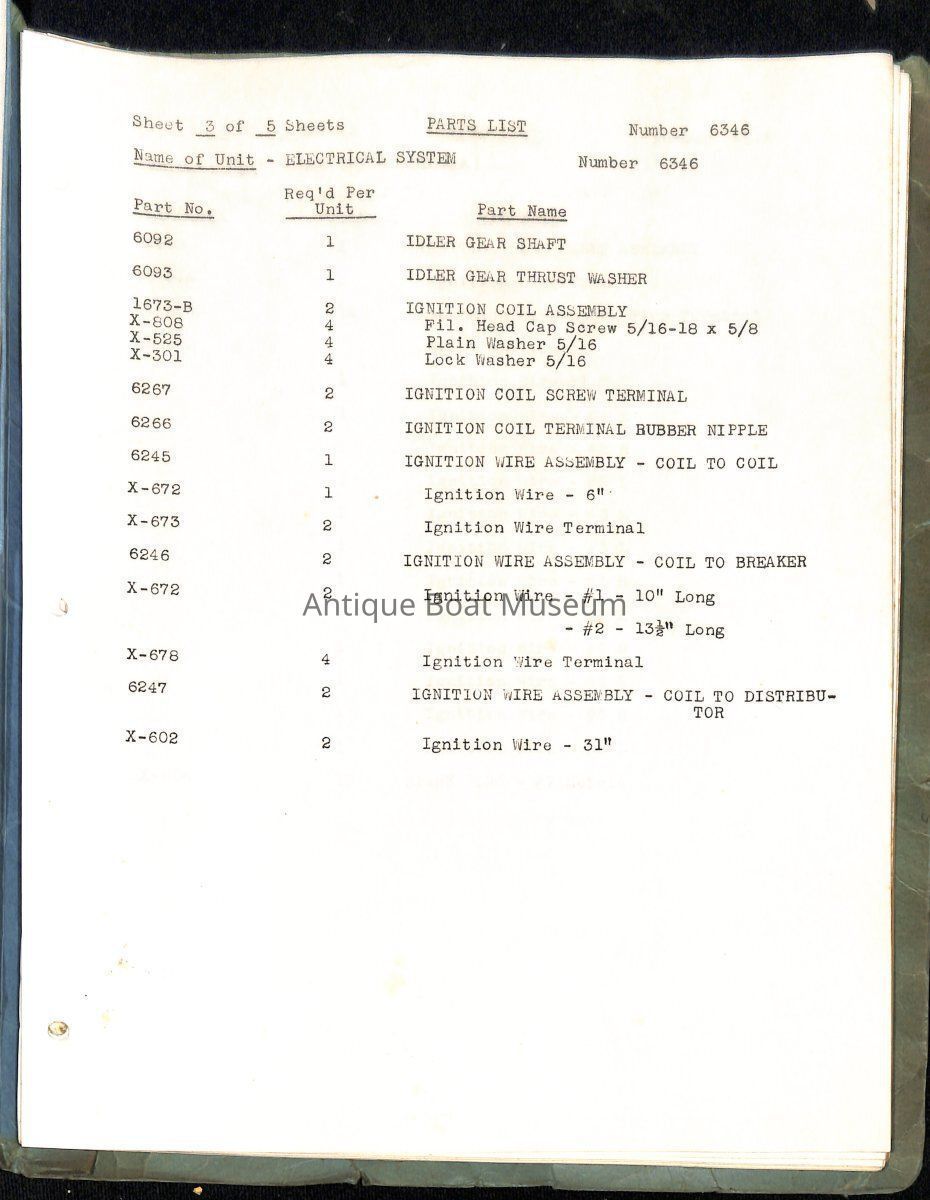 Sheet 3 of 5 Sheets PARTS LIST Number 6346
Name of Unit - ELECTRICAL SYSTEM Number 6346
Req'd Per
Part No. Unit Part Name
6092 1 IDLER GEAR SHAFT
6093 1 IDLER GEAR THRUST WASHER
1673-B 2 IGNITION COIL ASSEMBLY
X-808 4 Fil. Head Cap Screw 5/16-18 x 5/8
X-525 4 Plain Washer 5/16
X-301 4 Lock Washer 5/16
6267 2 IGNITION COIL SCREW TERMINAL
6266 2 IGNITION COIL TERMINAL RUBBER NIPPLE
6245 1 IGNITION WIRE ASSEMBLY - COIL TO COIL
X-672 1 Ignition Wire - 6"
X-673 2 Ignition Wire Terminal
6246 2 IGNITION WIRE ASSEMBLY - COIL TO BREAKER
X-672 2 Ignition Wire - #1 - 10" Long
Antique Boat Museum
- #2 - 13½" Long
X-678 4 Ignition Wire Terminal
6247 2 IGNITION WIRE ASSEMBLY - COIL TO DISTRIBU-
TOR
X-602 2 Ignition Wire - 31"